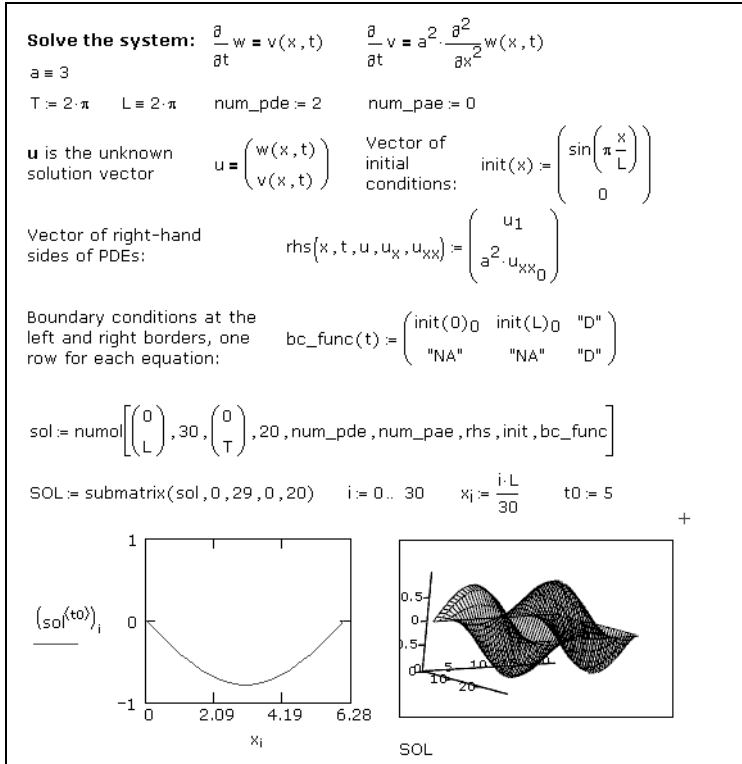 Solve the system: ∂/∂t w = v(x,t) ∂/∂t v = a²·∂²/∂x² w(x,t)
a ≡ 3
T := 2·π L ≡ 2·π num_pde := 2 num_pae := 0
u is the unknown solution vector
u = (w(x,t) v(x,t))
Vector of initial conditions:
init(x) := (sin(π x/L) 0)
Vector of right-hand sides of PDEs:
rhs(x,t,u,uₓ,uₓₓ) := (u₁ a²·uₓₓ₀)
Boundary conditions at the left and right borders, one row for each equation:
bc_func(t) := (init(0)₀ init(L)₀ "D" "NA" "NA" "D")
sol := numol[(0 L),30,(0 T),20,num_pde,num_pae,rhs,init,bc_func]
SOL := submatrix(sol,0,29,0,20) i := 0.. 30 xᵢ := i·L/30 t0 := 5
+
(sol^⟨t0⟩)ᵢ
1
0
−1
0 2.09 4.19 6.28
xᵢ
0.5
0
0.5
0 5 10
10 20
SOL